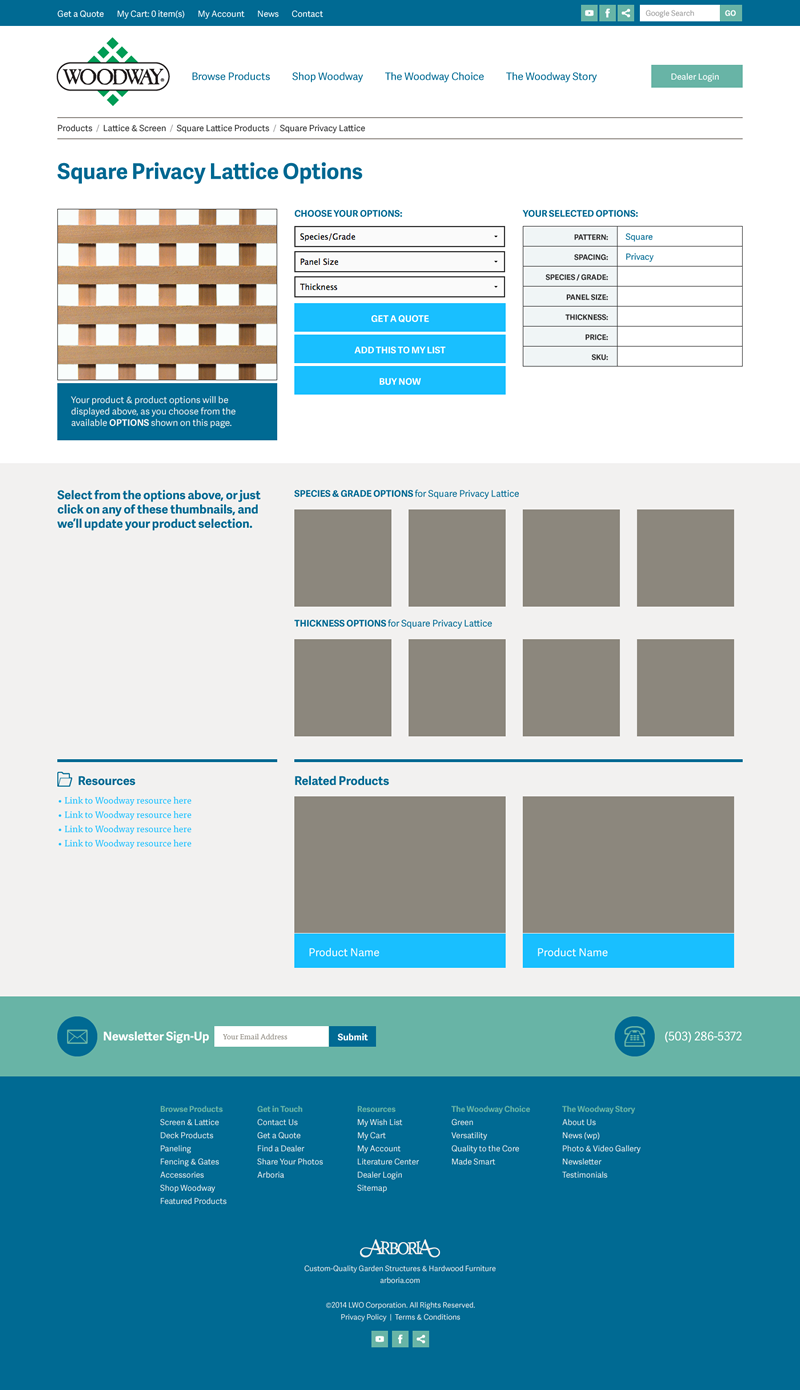 Get a Quote My Cart: 0 item(s) My Account News Contact
Google Search GO
WOODWAY®
Browse Products Shop Woodway The Woodway Choice The Woodway Story
Dealer Login
Products / Lattice & Screen / Square Lattice Products / Square Privacy Lattice
Square Privacy Lattice Options
Your product & product options will be
displayed above, as you choose from the
available OPTIONS shown on this page.
CHOOSE YOUR OPTIONS:
Species/Grade
Panel Size
Thickness
GET A QUOTE
ADD THIS TO MY LIST
BUY NOW
YOUR SELECTED OPTIONS:
PATTERN: Square
SPACING: Privacy
SPECIES / GRADE:
PANEL SIZE:
THICKNESS:
PRICE:
SKU:
Select from the options above, or just
click on any of these thumbnails, and
we’ll update your product selection.
SPECIES & GRADE OPTIONS for Square Privacy Lattice
THICKNESS OPTIONS for Square Privacy Lattice
Resources
• Link to Woodway resource here
• Link to Woodway resource here
• Link to Woodway resource here
• Link to Woodway resource here
Related Products
Product Name
Product Name
Newsletter Sign-Up
Your Email Address
Submit
(503) 286-5372
Browse Products
Screen & Lattice
Deck Products
Paneling
Fencing & Gates
Accessories
Shop Woodway
Featured Products
Get in Touch
Contact Us
Get a Quote
Find a Dealer
Share Your Photos
Arboria
Resources
My Wish List
My Cart
My Account
Literature Center
Dealer Login
Sitemap
The Woodway Choice
Green
Versatility
Quality to the Core
Made Smart
The Woodway Story
About Us
News (wp)
Photo & Video Gallery
Newsletter
Testimonials
ARBORIA
Custom-Quality Garden Structures & Hardwood Furniture
arboria.com
©2014 LWO Corporation. All Rights Reserved.
Privacy Policy | Terms & Conditions